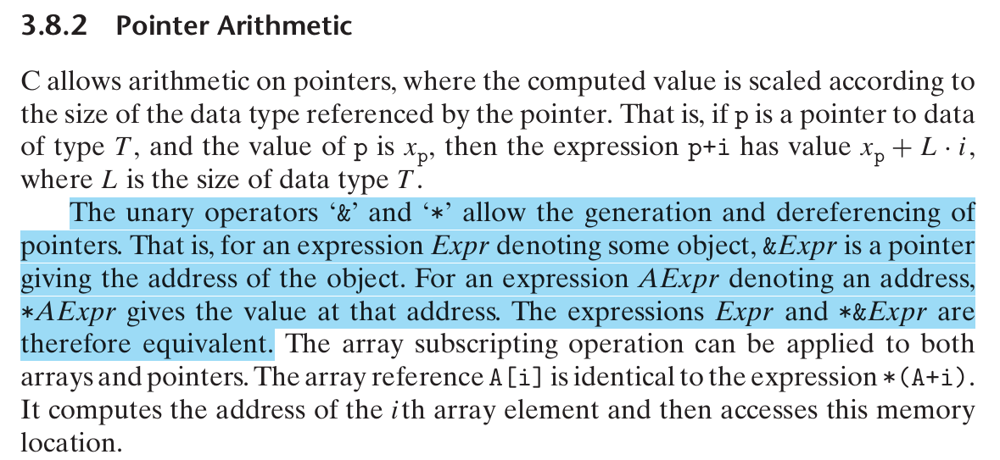 3.8.2 Pointer Arithmetic
C allows arithmetic on pointers, where the computed value is scaled according to
the size of the data type referenced by the pointer. That is, if p is a pointer to data
of type T, and the value of p is xp, then the expression p+i has value xp + L · i,
where L is the size of data type T.
The unary operators ‘&’ and ‘*’ allow the generation and dereferencing of
pointers. That is, for an expression Expr denoting some object, &Expr is a pointer
giving the address of the object. For an expression AExpr denoting an address,
*AExpr gives the value at that address. The expressions Expr and *&Expr are
therefore equivalent. The array subscripting operation can be applied to both
arrays and pointers. The array reference A[i] is identical to the expression *(A+i).
It computes the address of the ith array element and then accesses this memory
location.